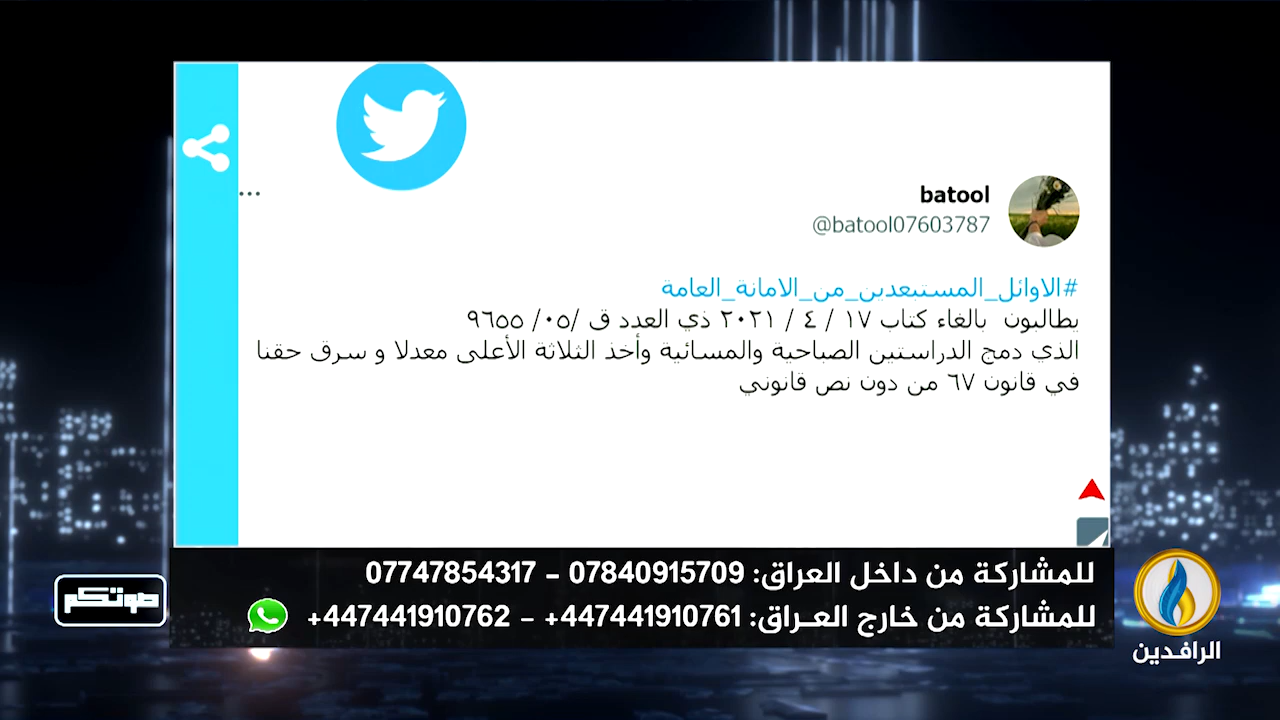 batool
@batool07603787
...
#الاوائل_المستبعدين_من_الامانة_العامة
يطالبون بالغاء كتاب ١٧ / ٤ / ٢٠٢١ ذي العدد ق /٠٥/ ٩٦٥٥
الذي دمج الدراستين الصباحية والمسائية وأخذ الثلاثة الأعلى معدلا و سرق حقنا
في قانون ٦٧ من دون نص قانوني
للمشاركة من داخل العراق: 07840915709 - 07747854317
للمشاركة من خارج العـراق: 447441910761+ - 447441910762+
صوتكم
الرافدين